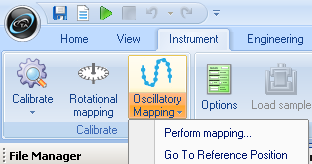 TA
Home View Instrument Engineering
Calibrate Rotational mapping Oscillatory Mapping Options Load sample
Calibrate
Perform mapping...
File Manager
Go To Reference Position